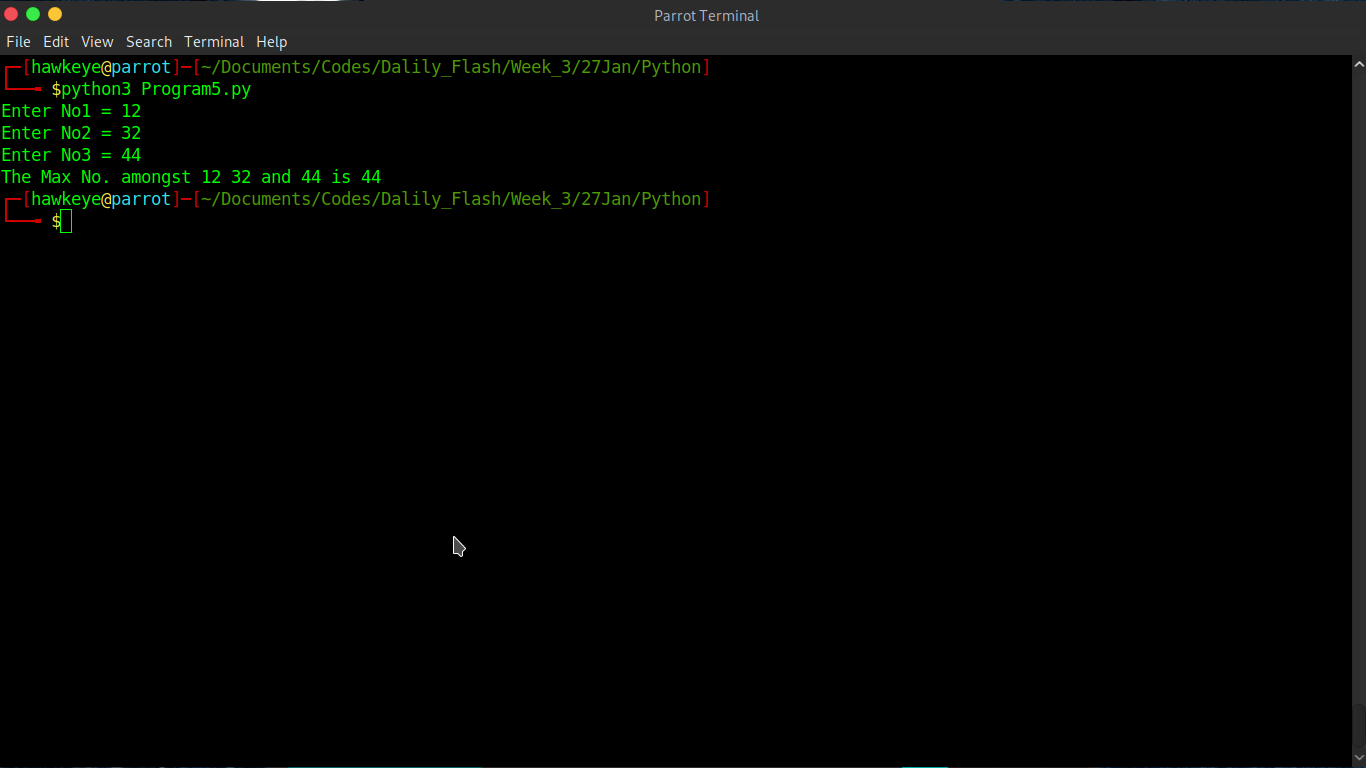 Parrot Terminal
File Edit View Search Terminal Help
┌─[hawkeye@parrot]─[~/Documents/Codes/Dalily_Flash/Week_3/27Jan/Python]
└──╼ $python3 Program5.py
Enter No1 = 12
Enter No2 = 32
Enter No3 = 44
The Max No. amongst 12 32 and 44 is 44
┌─[hawkeye@parrot]─[~/Documents/Codes/Dalily_Flash/Week_3/27Jan/Python]
└──╼ $